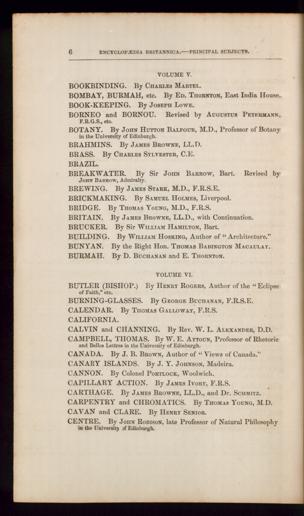 6 ENCYCLOPÆDIA BRITANNICA.—PRINCIPAL SUBJECTS.
VOLUME V.
BOOKBINDING. By CHARLES MARTEL.
BOMBAY, BURMAH, etc. By ED. THORNTON, East India House.
BOOK-KEEPING. By JOSEPH LOWE.
BORNEO and BORNOU. Revised by AUGUSTUS PETERMANN,
F.R.G.S., etc.
BOTANY. By JOHN HUTTON BALFOUR, M.D., Professor of Botany
in the University of Edinburgh.
BRAHMINS. By JAMES BROWNE, LL.D.
BRASS. By CHARLES SYLVESTER, C.E.
BRAZIL.
BREAKWATER. By Sir JOHN BARROW, Bart. Revised by
JOHN BARROW, Admiralty.
BREWING. By JAMES STARK, M.D., F.R.S.E.
BRICKMAKING. By SAMUEL HOLMES, Liverpool.
BRIDGE. By THOMAS YOUNG, M.D., F.R.S.
BRITAIN. By JAMES BROWNE, LL.D., with Continuation.
BRUCKER. By Sir WILLIAM HAMILTON, Bart.
BUILDING. By WILLIAM HOSKING, Author of "Architecture."
BUNYAN. By the Right Hon. THOMAS BABINGTON MACAULAY.
BURMAH. By D. BUCHANAN and E. THORNTON.
VOLUME VI.
BUTLER (BISHOP.) By HENRY ROGERS, Author of the "Eclipse
of Faith," etc.
BURNING-GLASSES. By GEORGE BUCHANAN, F.R.S.E.
CALENDAR. By THOMAS GALLOWAY, F.R.S.
CALIFORNIA.
CALVIN and CHANNING. By Rev. W. L. ALEXANDER, D.D.
CAMPBELL, THOMAS. By W. E. AYTOUN, Professor of Rhetoric
and Belles Lettres in the University of Edinburgh.
CANADA. By J. B. BROWN, Author of "Views of Canada."
CANARY ISLANDS. By J. Y. JOHNSON, Madeira.
CANNON. By Colonel PORTLOCK, Woolwich.
CAPILLARY ACTION. By JAMES IVORY, F.R.S.
CARTHAGE. By JAMES BROWNE, LL.D., and Dr. SCHMITZ.
CARPENTRY and CHROMATICS. By THOMAS YOUNG, M.D.
CAVAN and CLARE. By HENRY SENIOR.
CENTRE. By JOHN ROBISON, late Professor of Natural Philosophy
in the University of Edinburgh.